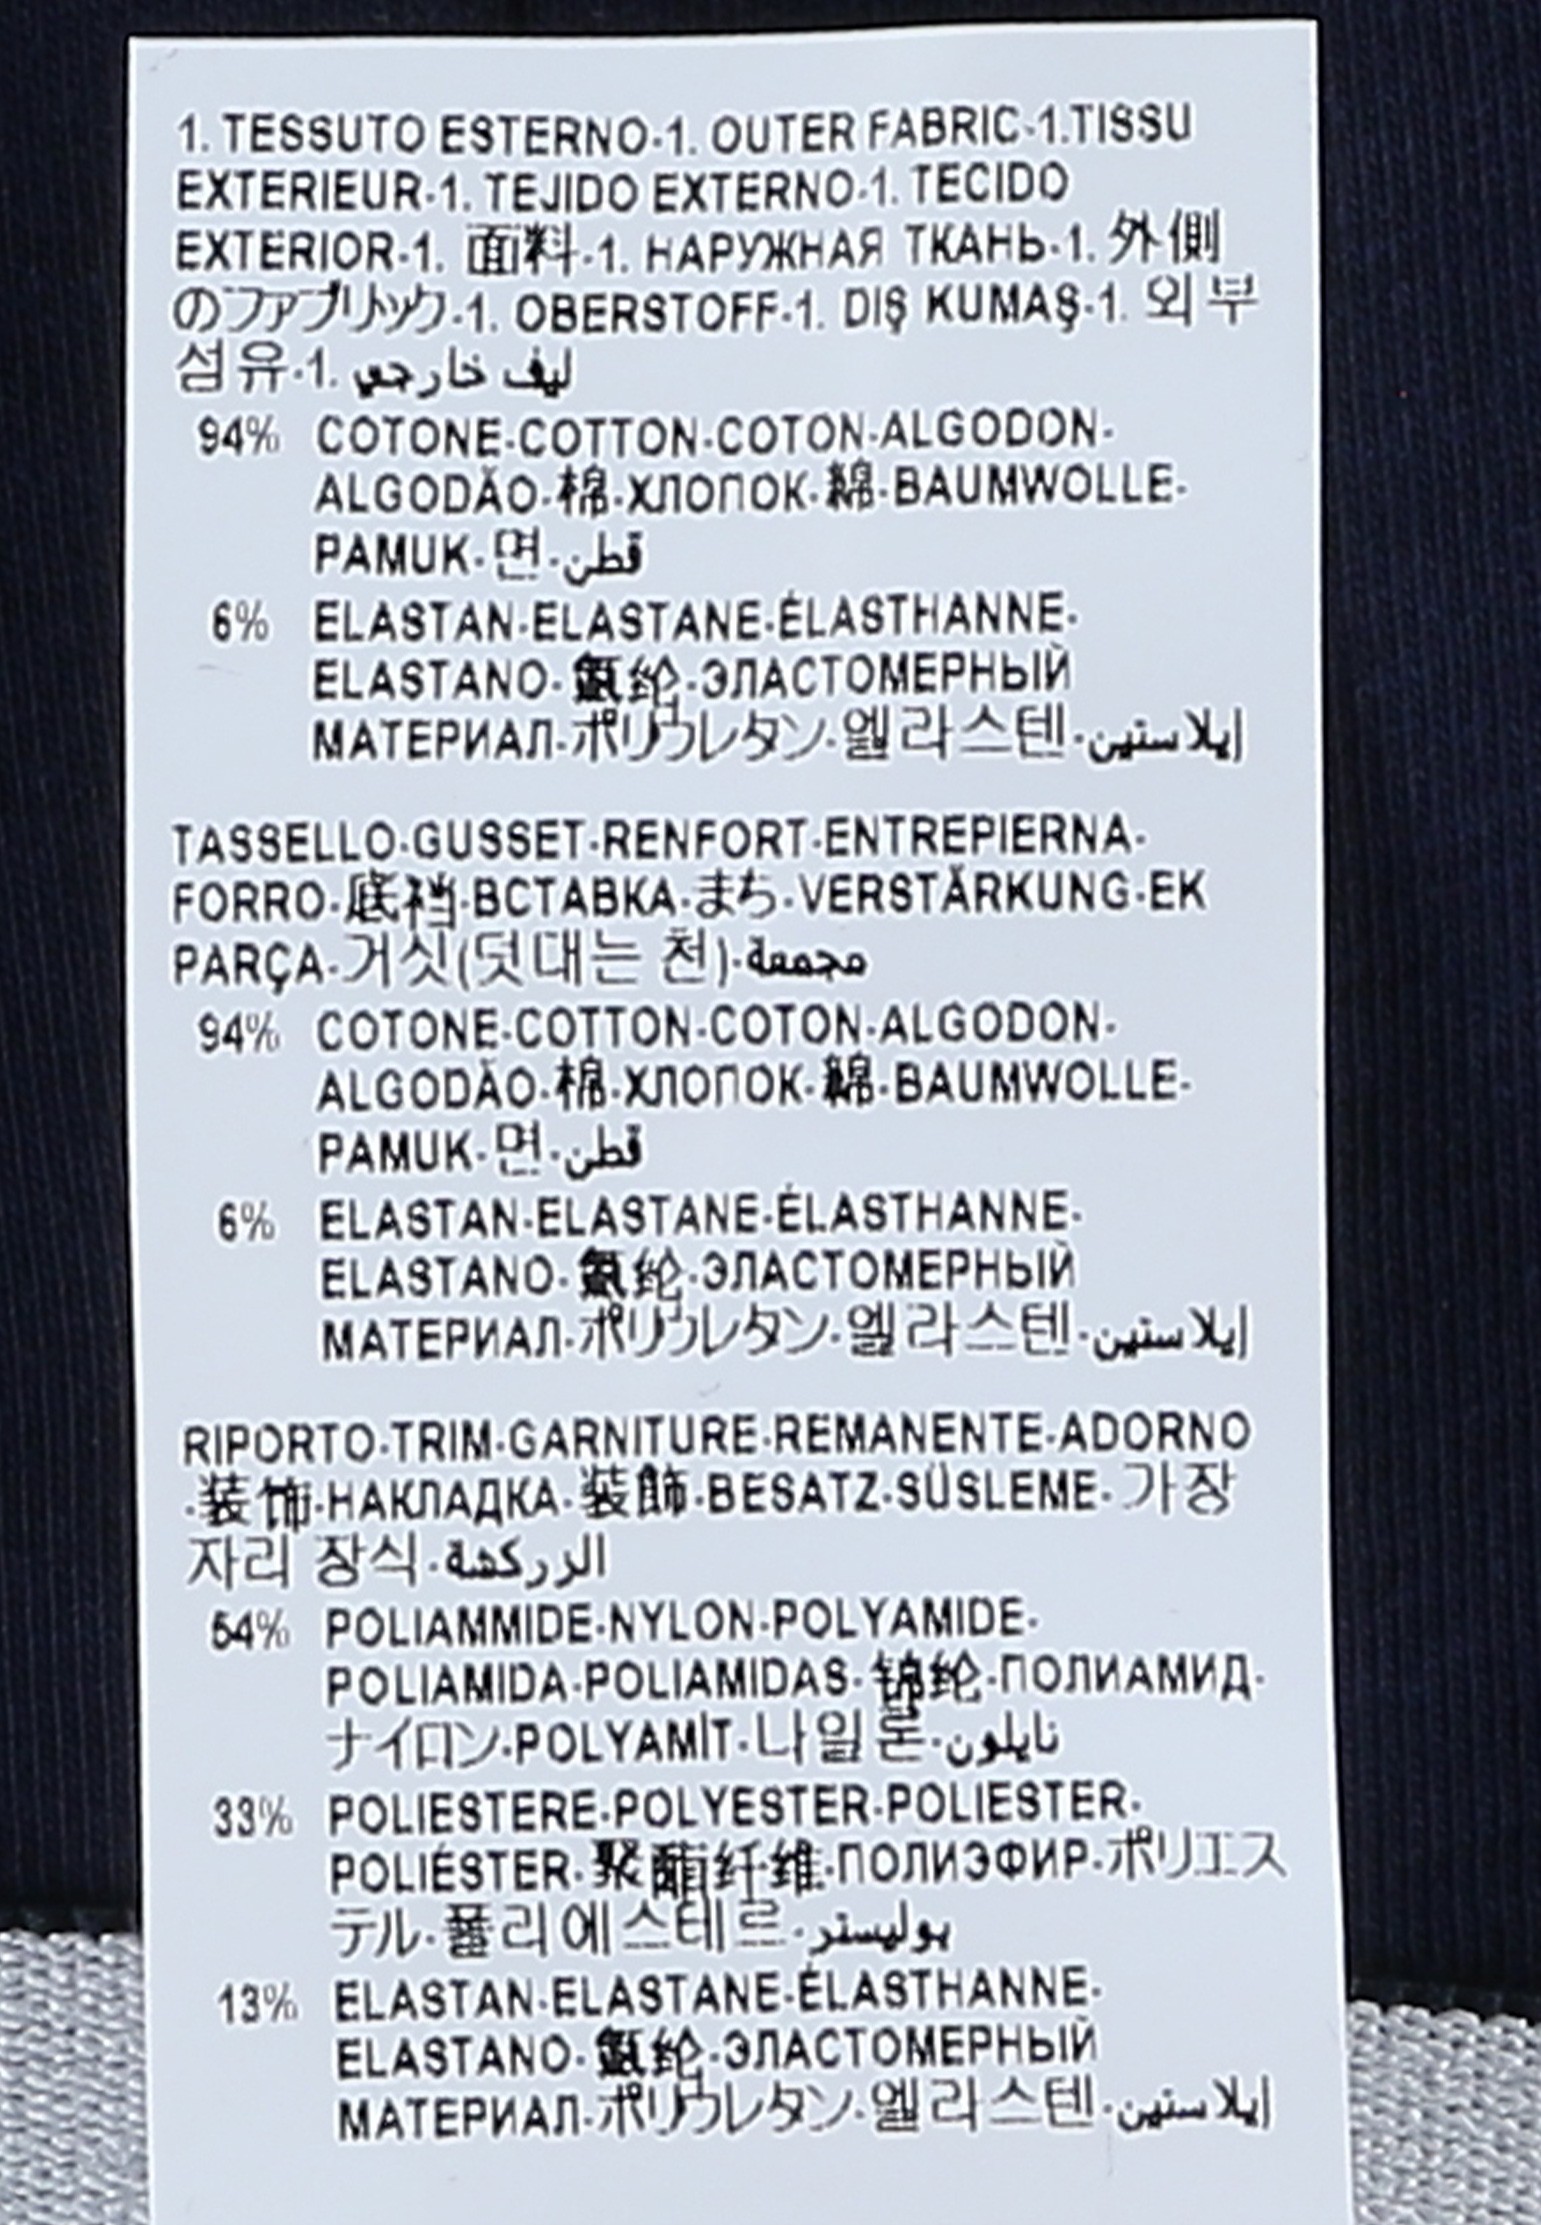 1. TESSUTO ESTERNO-1. OUTER FABRIC-1.TISSU
EXTERIEUR-1. TEJIDO EXTERNO-1. TECIDO
EXTERIOR-1. 面料-1. НАРУЖНАЯ ТКАНЬ-1. 外側
のファブリック-1. OBERSTOFF-1. DIŞ KUMAŞ-1. 외부
섬유-1. ليف خارجي
94% COTONE-COTTON-COTON-ALGODON-
ALGODÃO-棉-ХЛОПОК-綿-BAUMWOLLE-
PAMUK-면-قطن
6% ELASTAN-ELASTANE-ÉLASTHANNE-
ELASTANO-氨纶-ЭЛАСТОМЕРНЫЙ
МАТЕРИАЛ-ポリウレタン-엘라스텐-إيلاستين
TASSELLO-GUSSET-RENFORT-ENTREPIERNA-
FORRO-底裆-ВСТАВКА-まち-VERSTÄRKUNG-EK
PARÇA-거싯(덧대는 천)-مجمعة
94% COTONE-COTTON-COTON-ALGODON-
ALGODÃO-棉-ХЛОПОК-綿-BAUMWOLLE-
PAMUK-면-قطن
6% ELASTAN-ELASTANE-ÉLASTHANNE-
ELASTANO-氨纶-ЭЛАСТОМЕРНЫЙ
МАТЕРИАЛ-ポリウレタン-엘라스텐-إيلاستين
RIPORTO-TRIM-GARNITURE-REMANENTE-ADORNO
-装饰-НАКЛАДКА-装飾-BESATZ-SÜSLEME-가장
자리 장식-الزركشة
54% POLIAMMIDE-NYLON-POLYAMIDE-
POLIAMIDA-POLIAMIDAS-锦纶-ПОЛИАМИД-
ナイロン-POLYAMİT-나일론-نايلون
33% POLIESTERE-POLYESTER-POLIESTER-
POLIÉSTER-聚酯纤维-ПОЛИЭФИР-ポリエス
テル-폴리에스테르-بوليستر
13% ELASTAN-ELASTANE-ÉLASTHANNE-
ELASTANO-氨纶-ЭЛАСТОМЕРНЫЙ
МАТЕРИАЛ-ポリウレタン-엘라스텐-إيلاستين